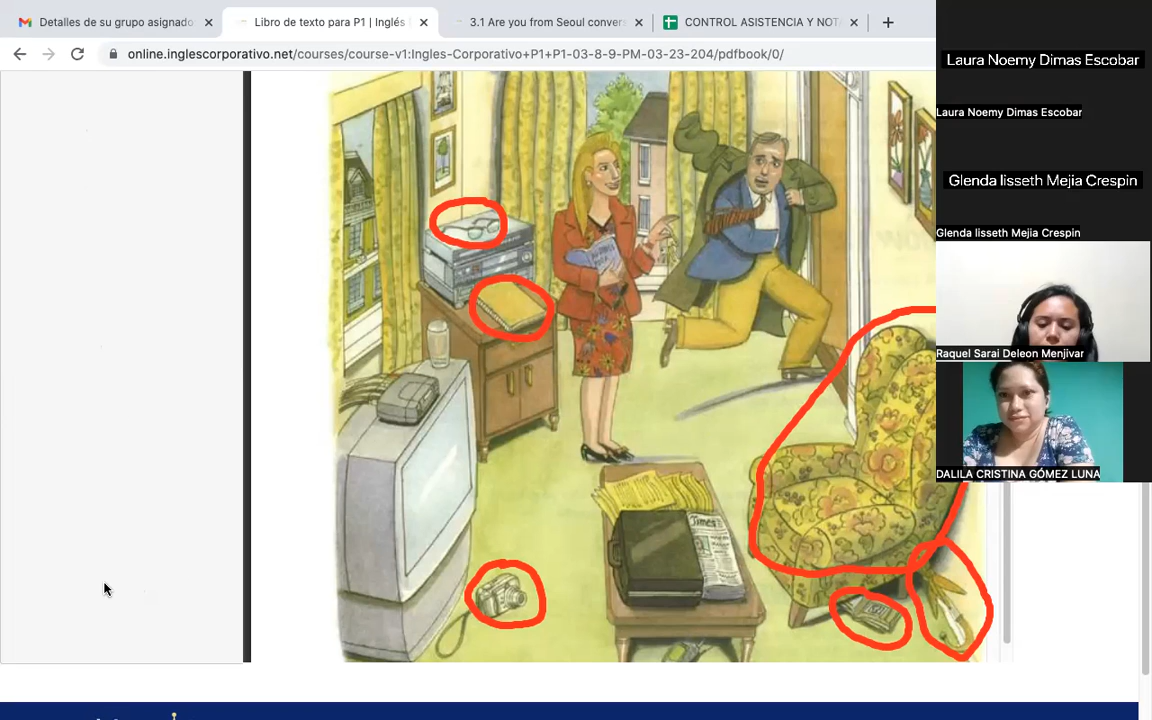 Detalles de su grupo asignado
Libro de texto para P1 | Inglés
3.1 Are you from Seoul convers
CONTROL ASISTENCIA Y NOTA
online.inglescorporativo.net/courses/course-v1:Ingles-Corporativo+P1+P1-03-8-9-PM-03-23-204/pdfbook/0/
Laura Noemy Dimas Escobar
Laura Noemy Dimas Escobar
Glenda lisseth Mejia Crespin
Glenda lisseth Mejia Crespin
Raquel Sarai Deleon Menjivar
DALILA CRISTINA GÓMEZ LUNA
Times